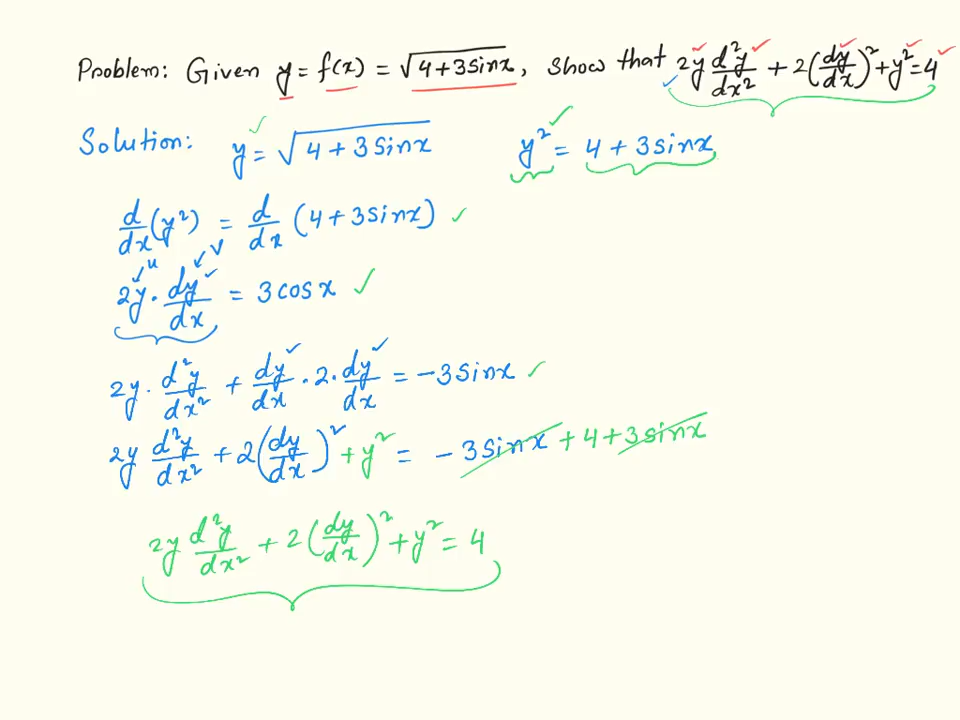 Problem: Given y = f(x) = √(4+3sinx), Show that 2y d²y/dx² + 2(dy/dx)² + y² = 4
Solution: y = √(4+3sinx) y² = 4+3sinx
d/dx(y²) = d/dx (4+3sinx)
u v
2y · dy/dx = 3cosx
2y · d²y/dx² + dy/dx · 2 · dy/dx = -3sinx
2y d²y/dx² + 2(dy/dx)² + y² = -3sinx + 4 + 3sinx
2y d²y/dx² + 2(dy/dx)² + y² = 4